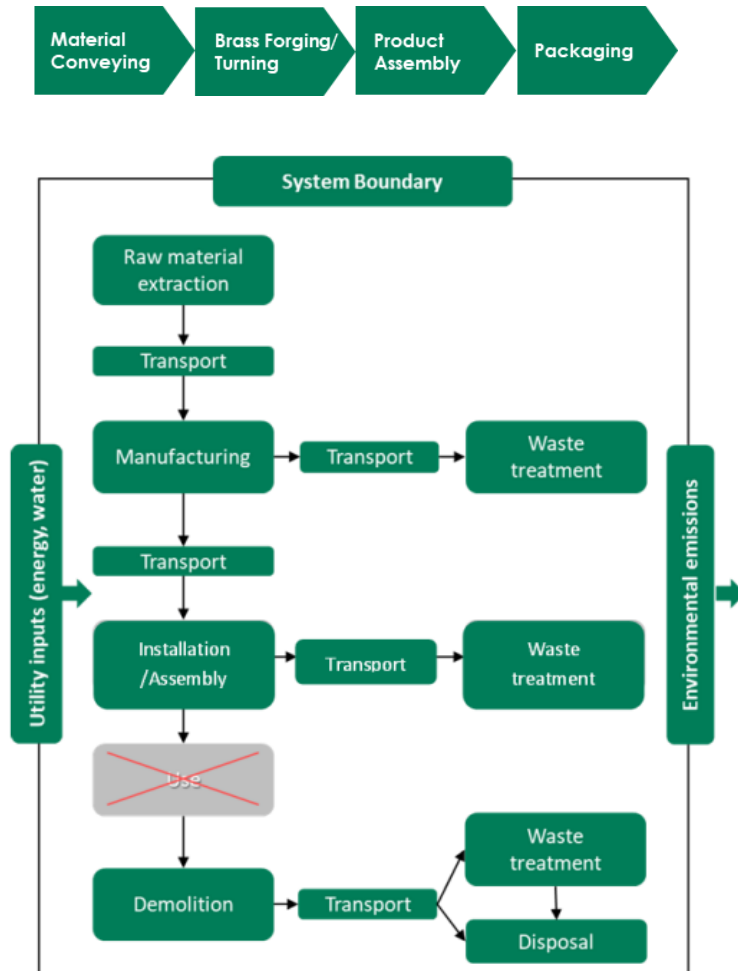 Material
Conveying
Brass Forging/
Turning
Product
Assembly
Packaging
System Boundary
Raw material
extraction
Transport
Manufacturing
Transport
Waste
treatment
Transport
Installation
/Assembly
Transport
Waste
treatment
Use
Demolition
Transport
Waste
treatment
Disposal
Utility inputs (energy, water)
Environmental emissions